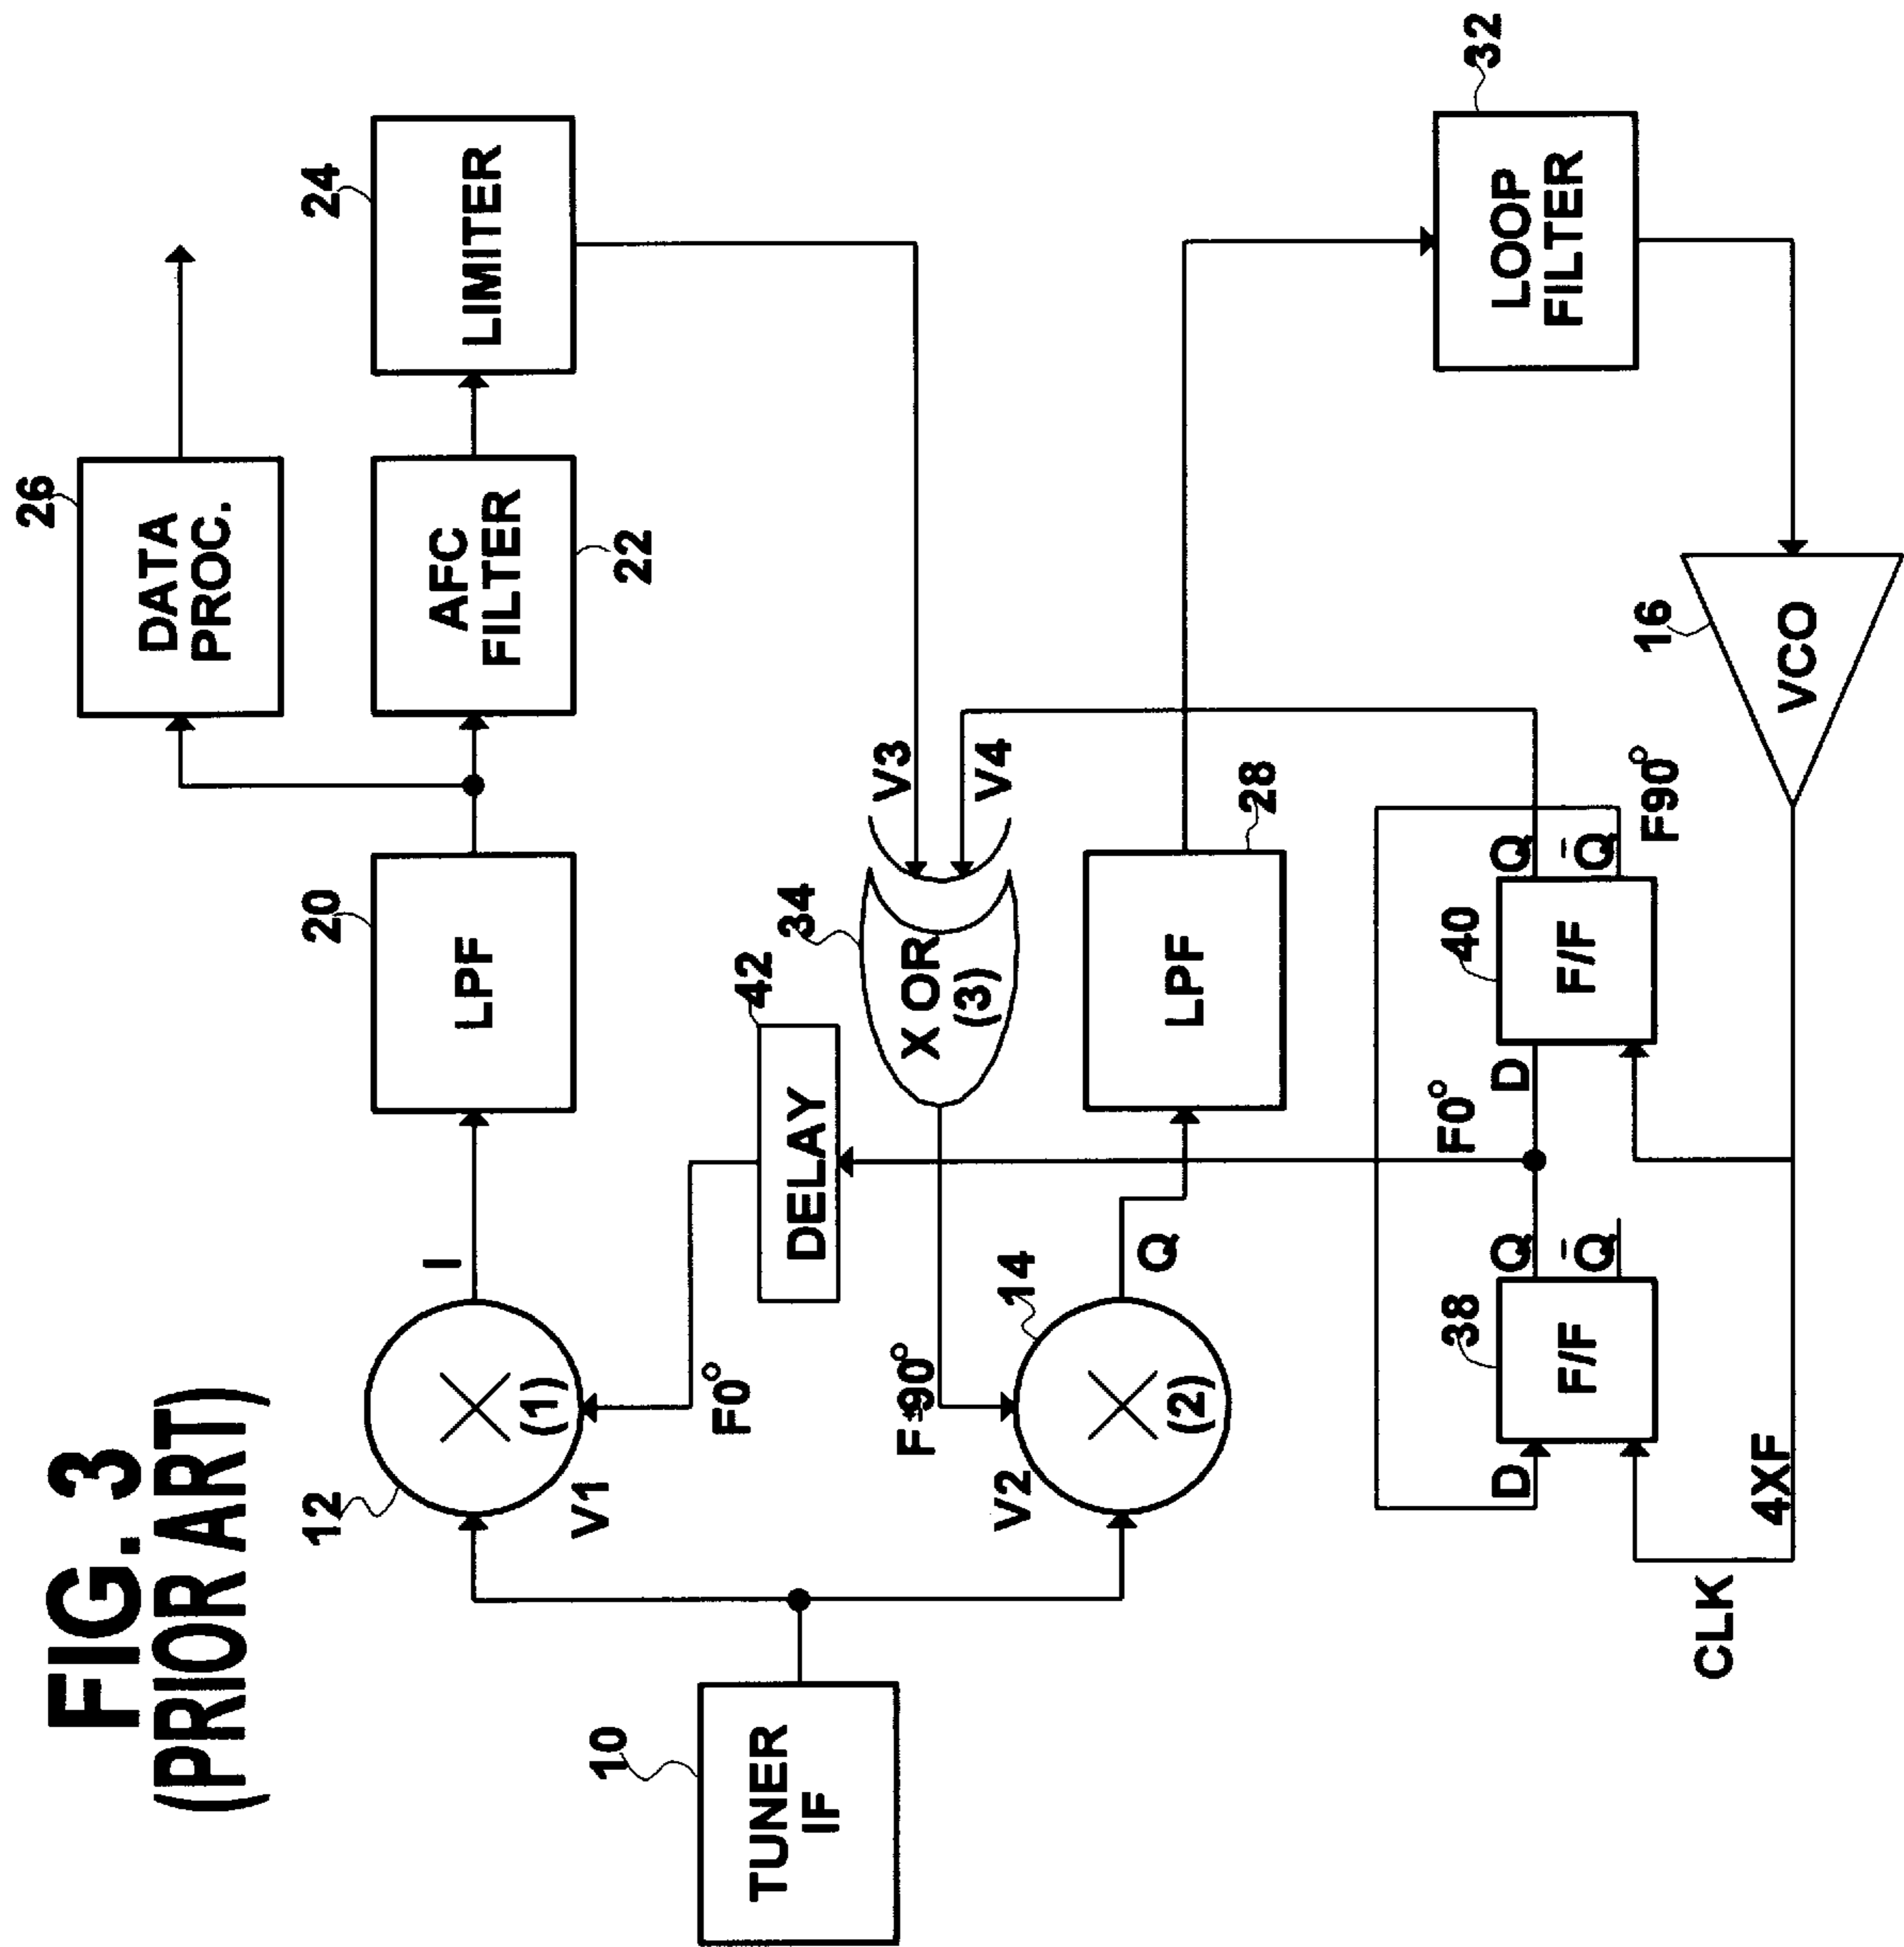 FIG. 3
(PRIOR ART)
26
DATA
PROC.
24
LIMITER
22
AFC
FILTER
20
LPF
I
12
(1)
V1
F0°
42
DELAY
10
TUNER
IF
34
X OR
(3)
V3
V4
F±90°
14
(2)
V2
Q
28
LPF
32
LOOP
FILTER
16
VCO
38
F/F
D
Q
Q̄
F0°
40
F/F
D
Q
Q̄
F90°
4XF
CLK